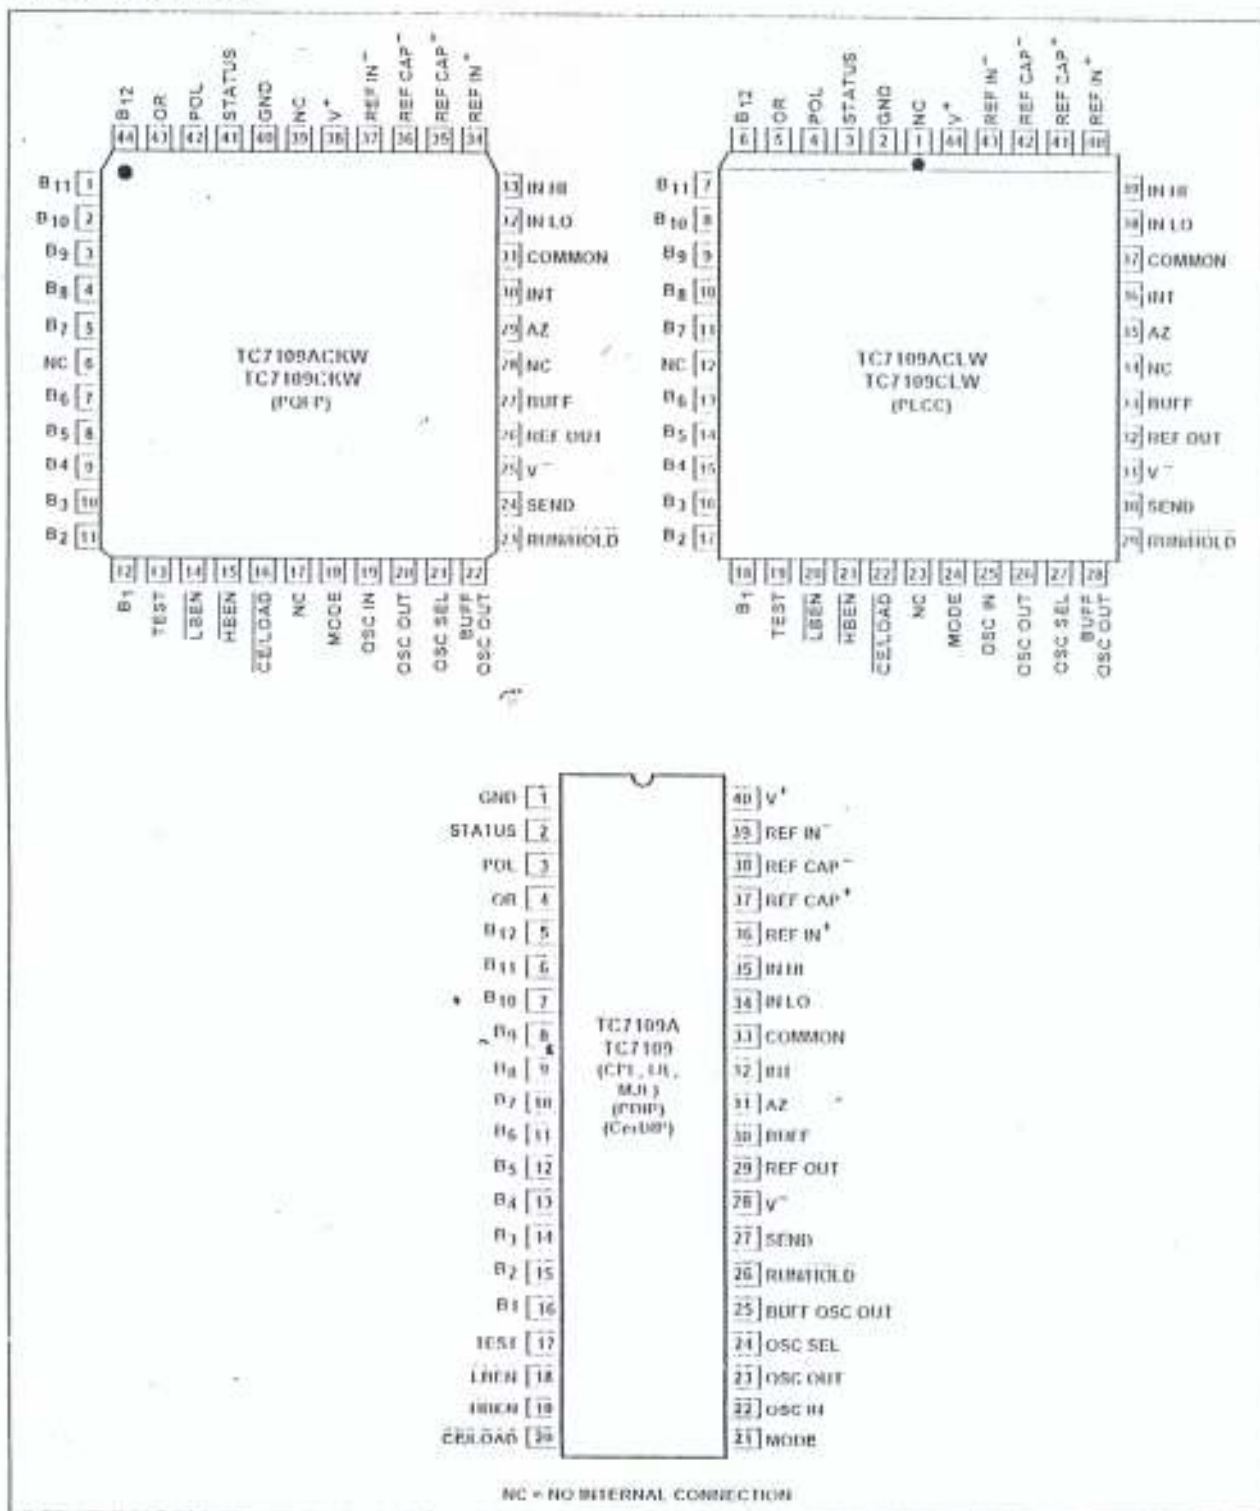 B12 OR POL STATUS GND NC V+ REF IN– REF CAP– REF CAP+ REF IN+
44 43 42 41 40 39 38 37 36 35 34
B11 1
B10 2
B9 3
B8 4
B7 5
NC 6
B6 7
B5 8
B4 9
B3 10
B2 11
TC7109ACKW
TC7109CKW
(PQFP)
33 IN HI
32 IN LO
31 COMMON
30 INT
29 AZ
28 NC
27 BUFF
26 REF OUT
25 V–
24 SEND
23 RUN/HOLD
12 13 14 15 16 17 18 19 20 21 22
B1 TEST LBEN HBEN CE/LOAD NC MODE OSC IN OSC OUT OSC SEL BUFF OSC OUT
B12 OR POL STATUS GND NC V+ REF IN– REF CAP– REF CAP+ REF IN+
6 5 4 3 2 1 44 43 42 41 40
B11 7
B10 8
B9 9
B8 10
B7 11
NC 12
B6 13
B5 14
B4 15
B3 16
B2 17
TC7109ACLW
TC7109CLW
(PLCC)
39 IN HI
38 IN LO
37 COMMON
36 INT
35 AZ
34 NC
33 BUFF
32 REF OUT
31 V–
30 SEND
29 RUN/HOLD
18 19 20 21 22 23 24 25 26 27 28
B1 TEST LBEN HBEN CE/LOAD NC MODE OSC IN OSC OUT OSC SEL BUFF OSC OUT
GND 1
STATUS 2
POL 3
OR 4
B12 5
B11 6
B10 7
B9 8
B8 9
B7 10
B6 11
B5 12
B4 13
B3 14
B2 15
B1 16
TEST 17
LBEN 18
HBEN 19
CE/LOAD 20
TC7109A
TC7109
(CPL, IJL,
MJL)
(PDIP)
(CerDIP)
40 V+
39 REF IN–
38 REF CAP–
37 REF CAP+
36 REF IN+
35 IN HI
34 IN LO
33 COMMON
32 INT
31 AZ
30 BUFF
29 REF OUT
28 V–
27 SEND
26 RUN/HOLD
25 BUFF OSC OUT
24 OSC SEL
23 OSC OUT
22 OSC IN
21 MODE
NC = NO INTERNAL CONNECTION